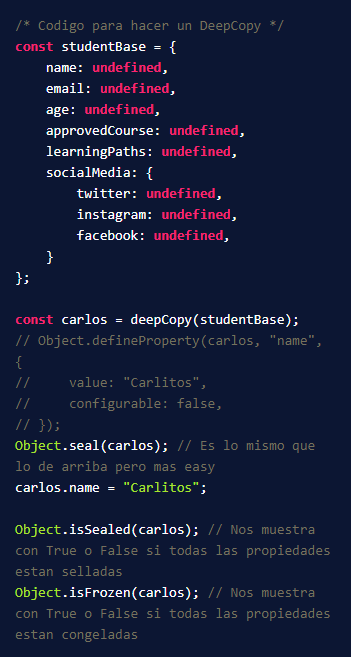 /* Codigo para hacer un DeepCopy */
const studentBase = {
    name: undefined,
    email: undefined,
    age: undefined,
    approvedCourse: undefined,
    learningPaths: undefined,
    socialMedia: {
        twitter: undefined,
        instagram: undefined,
        facebook: undefined,
    }
};

const carlos = deepCopy(studentBase);
// Object.defineProperty(carlos, "name",
{
//     value: "Carlitos",
//     configurable: false,
// });
Object.seal(carlos); // Es lo mismo que
lo de arriba pero mas easy
carlos.name = "Carlitos";

Object.isSealed(carlos); // Nos muestra
con True o False si todas las propiedades
estan selladas
Object.isFrozen(carlos); // Nos muestra
con True o False si todas las propiedades
estan congeladas